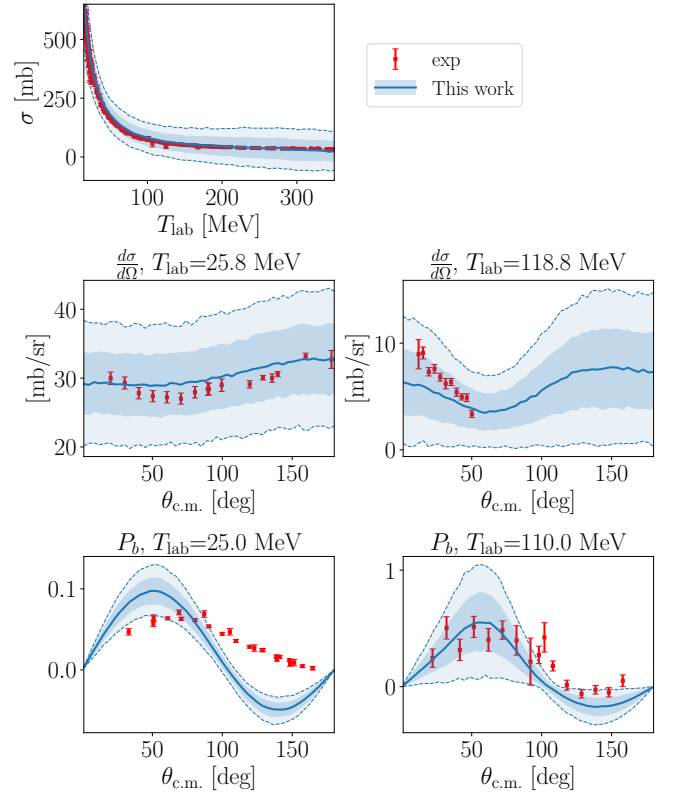 500
250
0
σ [mb]
100 200 300
T_lab [MeV]
exp
This work
dσ/dΩ, T_lab=25.8 MeV
40
30
20
[mb/sr]
50 100 150
θ_c.m. [deg]
dσ/dΩ, T_lab=118.8 MeV
10
0
[mb/sr]
50 100 150
θ_c.m. [deg]
P_b, T_lab=25.0 MeV
0.1
0.0
50 100 150
θ_c.m. [deg]
P_b, T_lab=110.0 MeV
1
0
50 100 150
θ_c.m. [deg]